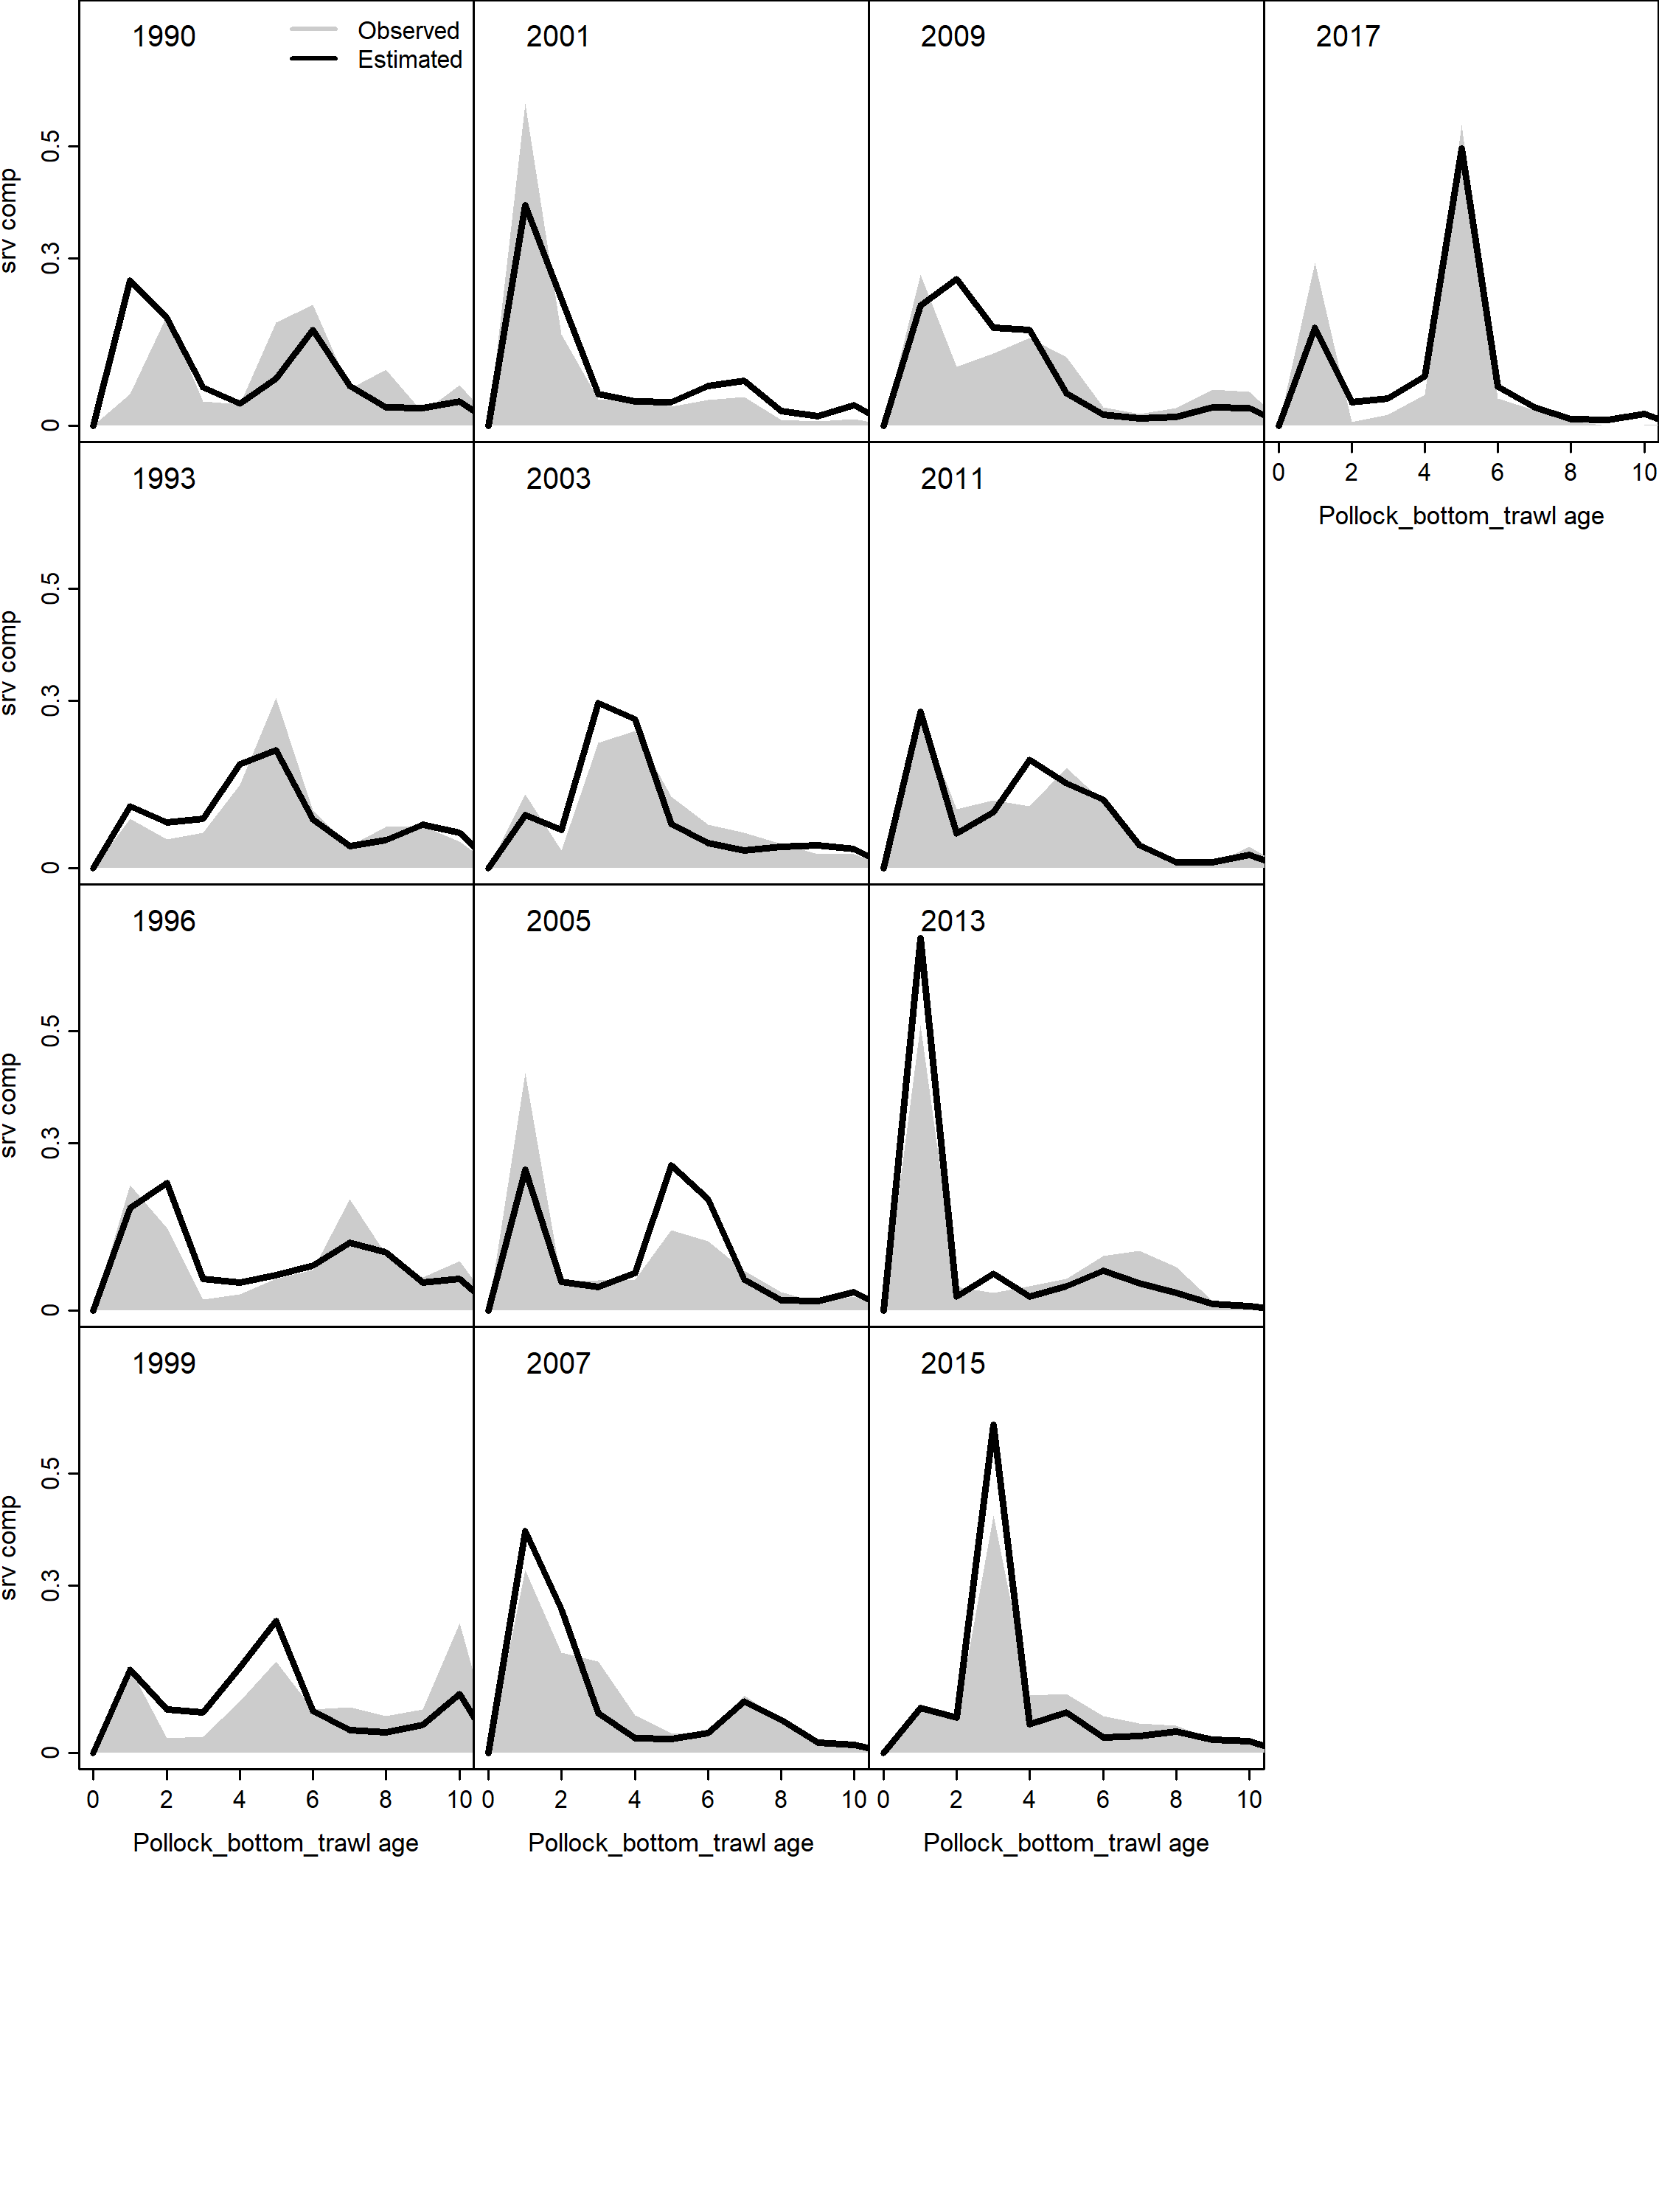 1990
Observed
Estimated
2001
2009
2017
srv comp
0.5
0.3
0
0 2 4 6 8 10
Pollock_bottom_trawl age
1993
2003
2011
srv comp
0.5
0.3
0
1996
2005
2013
srv comp
0.5
0.3
0
1999
2007
2015
srv comp
0.5
0.3
0
0 2 4 6 8 10
0 2 4 6 8 10
0 2 4 6 8 10
Pollock_bottom_trawl age
Pollock_bottom_trawl age
Pollock_bottom_trawl age